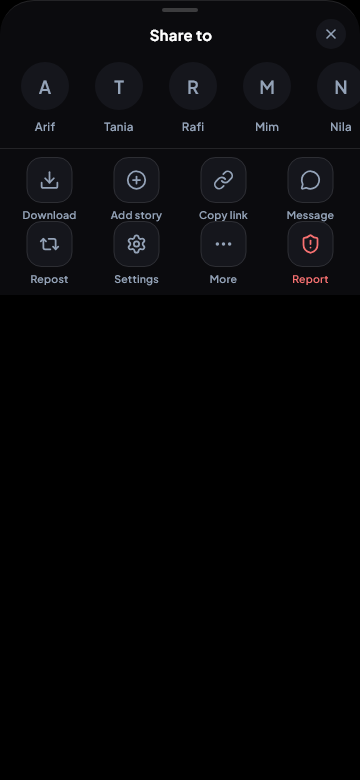 Share to
A T R M N
Arif Tania Rafi Mim Nila
Download Add story Copy link Message
Repost Settings More Report